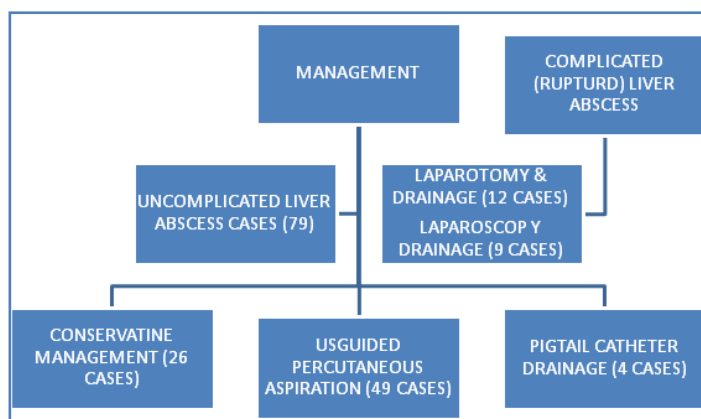 MANAGEMENT
COMPLICATED
(RUPTURD) LIVER
ABSCESS
UNCOMPLICATED LIVER
ABSCESS CASES (79)
LAPAROTOMY &
DRAINAGE (12 CASES)
LAPAROSCOP Y
DRAINAGE (9 CASES)
CONSERVATINE
MANAGEMENT (26
CASES)
USGUIDED
PERCUTANEOUS
ASPIRATION (49 CASES)
PIGTAIL CATHETER
DRAINAGE (4 CASES)